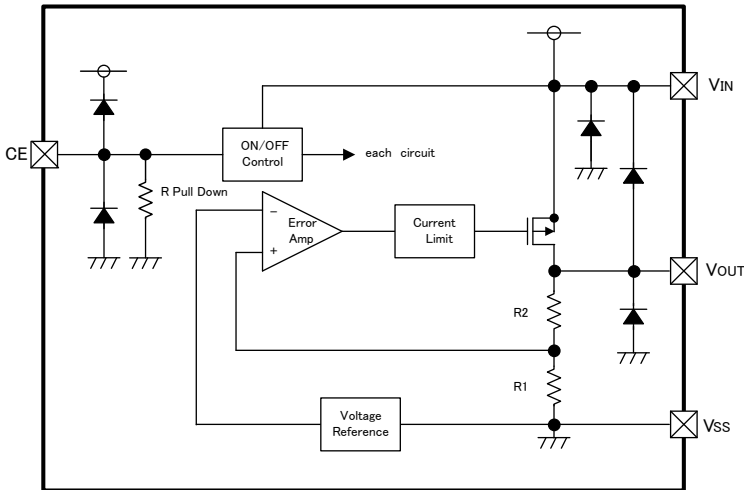 VIN
CE
ON/OFF
Control
each circuit
R Pull Down
−
Error
Amp
+
Current
Limit
VOUT
R2
R1
Voltage
Reference
VSS